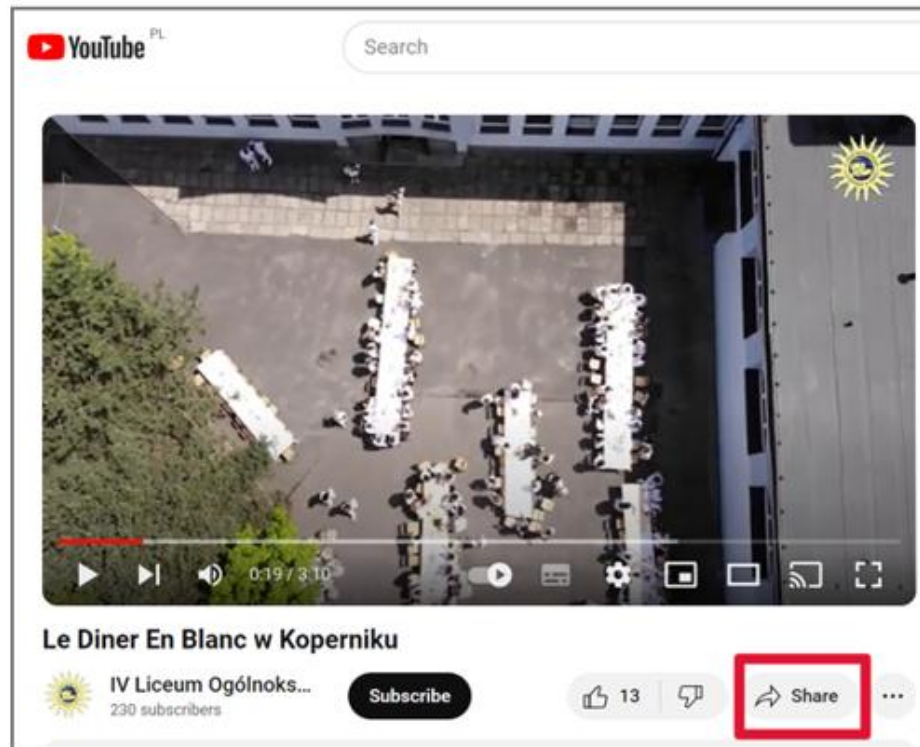 YouTube PL
Search
0:19 / 3:10
Le Diner En Blanc w Koperniku
IV Liceum Ogólnoks...
230 subscribers
Subscribe
13
Share